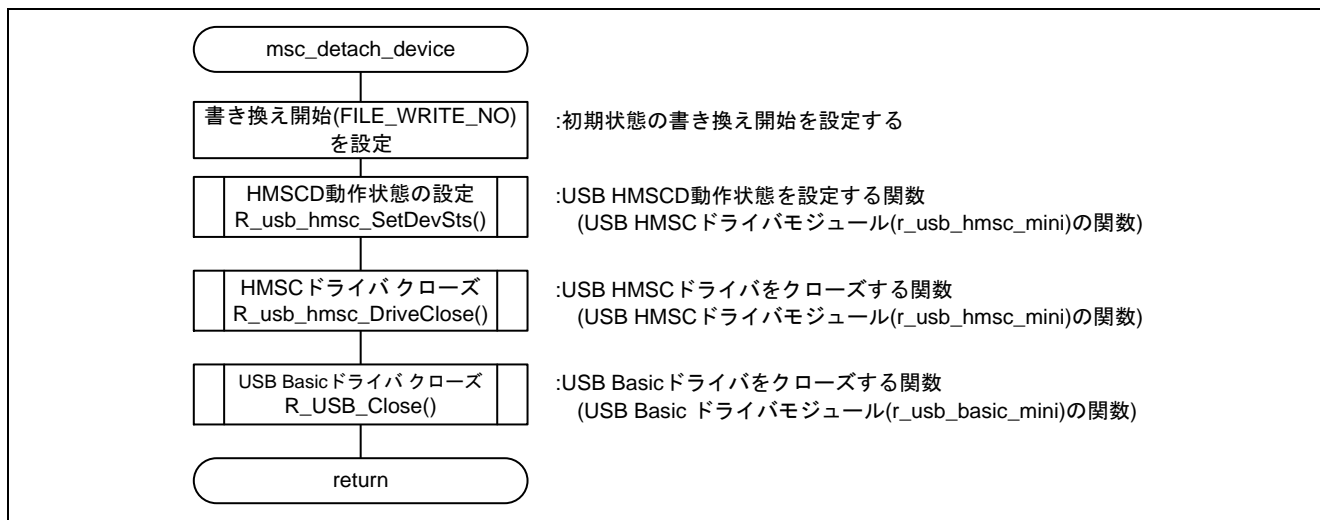 msc_detach_device
書き換え開始(FILE_WRITE_NO)
を設定
:初期状態の書き換え開始を設定する
HMSCD動作状態の設定
R_usb_hmsc_SetDevSts()
:USB HMSCD動作状態を設定する関数
(USB HMSCドライバモジュール(r_usb_hmsc_mini)の関数)
HMSCドライバ クローズ
R_usb_hmsc_DriveClose()
:USB HMSCドライバをクローズする関数
(USB HMSCドライバモジュール(r_usb_hmsc_mini)の関数)
USB Basicドライバ クローズ
R_USB_Close()
:USB Basicドライバをクローズする関数
(USB Basic ドライバモジュール(r_usb_basic_mini)の関数)
return